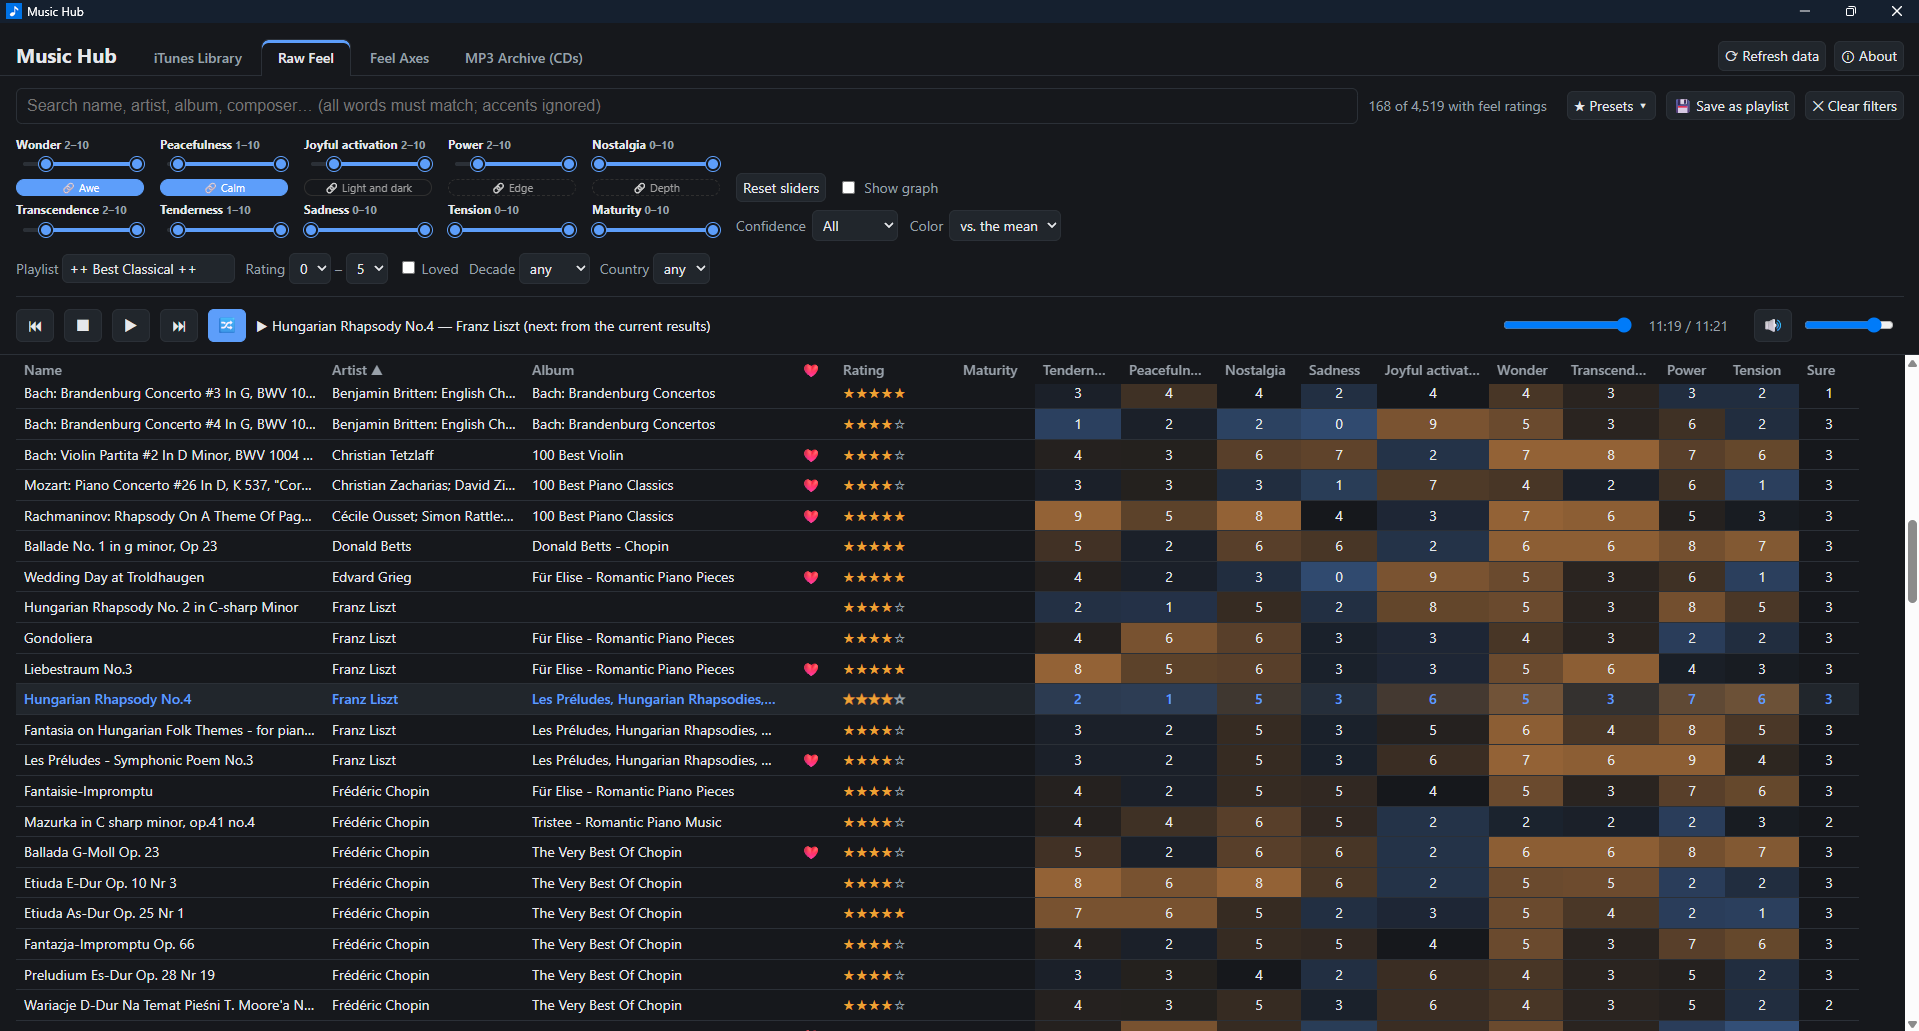 Music Hub
Music Hub iTunes Library Raw Feel Feel Axes MP3 Archive (CDs) Refresh data About
Search name, artist, album, composer… (all words must match; accents ignored) 168 of 4,519 with feel ratings ★ Presets ▼ Save as playlist Clear filters
Wonder 2–10 Peacefulness 1–10 Joyful activation 2–10 Power 2–10 Nostalgia 0–10
Awe Calm Light and dark Edge Depth Reset sliders Show graph
Transcendence 2–10 Tenderness 1–10 Sadness 0–10 Tension 0–10 Maturity 0–10
Confidence All Color vs. the mean
Playlist ++ Best Classical ++ Rating 0 – 5 Loved Decade any Country any
▶ Hungarian Rhapsody No.4 — Franz Liszt (next: from the current results) 11:19 / 11:21
Name Artist ▲ Album Rating Maturity Tendern... Peacefuln... Nostalgia Sadness Joyful activat... Wonder Transcend... Power Tension Sure
Bach: Brandenburg Concerto #3 In G, BWV 10... Benjamin Britten: English Ch... Bach: Brandenburg Concertos ★★★★★ 3 4 4 2 4 4 3 3 2 1
Bach: Brandenburg Concerto #4 In G, BWV 10... Benjamin Britten: English Ch... Bach: Brandenburg Concertos ★★★★☆ 1 2 2 0 9 5 3 6 2 3
Bach: Violin Partita #2 In D Minor, BWV 1004 ... Christian Tetzlaff 100 Best Violin ★★★★☆ 4 3 6 7 2 7 8 7 6 3
Mozart: Piano Concerto #26 In D, K 537, "Cor... Christian Zacharias; David Zi... 100 Best Piano Classics ★★★★☆ 3 3 3 1 7 4 2 6 1 3
Rachmaninov: Rhapsody On A Theme Of Pag... Cécile Ousset; Simon Rattle:... 100 Best Piano Classics ★★★★★ 9 5 8 4 3 7 6 5 3 3
Ballade No. 1 in g minor, Op 23 Donald Betts Donald Betts - Chopin ★★★★★ 5 2 6 6 2 6 6 8 7 3
Wedding Day at Troldhaugen Edvard Grieg Für Elise - Romantic Piano Pieces ★★★★★ 4 2 3 0 9 5 3 6 1 3
Hungarian Rhapsody No. 2 in C-sharp Minor Franz Liszt ★★★★☆ 2 1 5 2 8 5 3 8 5 3
Gondoliera Franz Liszt Für Elise - Romantic Piano Pieces ★★★★☆ 4 6 6 3 3 4 3 2 2 3
Liebestraum No.3 Franz Liszt Für Elise - Romantic Piano Pieces ★★★★★ 8 5 6 3 3 5 6 4 3 3
Hungarian Rhapsody No.4 Franz Liszt Les Préludes, Hungarian Rhapsodies,... ★★★★☆ 2 1 5 3 6 5 3 7 6 3
Fantasia on Hungarian Folk Themes - for pian... Franz Liszt Les Préludes, Hungarian Rhapsodies, ... ★★★★☆ 3 2 5 3 5 6 4 8 5 3
Les Préludes - Symphonic Poem No.3 Franz Liszt Les Préludes, Hungarian Rhapsodies, ... ★★★★☆ 3 2 5 3 6 7 6 9 4 3
Fantaisie-Impromptu Frédéric Chopin Für Elise - Romantic Piano Pieces ★★★★☆ 4 2 5 5 4 5 3 7 6 3
Mazurka in C sharp minor, op.41 no.4 Frédéric Chopin Tristee - Romantic Piano Music ★★★★☆ 4 4 6 5 2 2 2 2 3 2
Ballada G-Moll Op. 23 Frédéric Chopin The Very Best Of Chopin ★★★★☆ 5 2 6 6 2 6 6 8 7 3
Etiuda E-Dur Op. 10 Nr 3 Frédéric Chopin The Very Best Of Chopin ★★★★☆ 8 6 8 6 2 5 5 2 2 3
Etiuda As-Dur Op. 25 Nr 1 Frédéric Chopin The Very Best Of Chopin ★★★★★ 7 6 5 2 3 5 4 2 1 3
Fantazja-Impromptu Op. 66 Frédéric Chopin The Very Best Of Chopin ★★★★☆ 4 2 5 5 4 5 3 7 6 3
Preludium Es-Dur Op. 28 Nr 19 Frédéric Chopin The Very Best Of Chopin ★★★★☆ 3 3 4 2 6 4 3 5 2 3
Wariacje D-Dur Na Temat Pieśni T. Moore'a N... Frédéric Chopin The Very Best Of Chopin ★★★★☆ 4 3 5 3 6 4 3 5 2 2